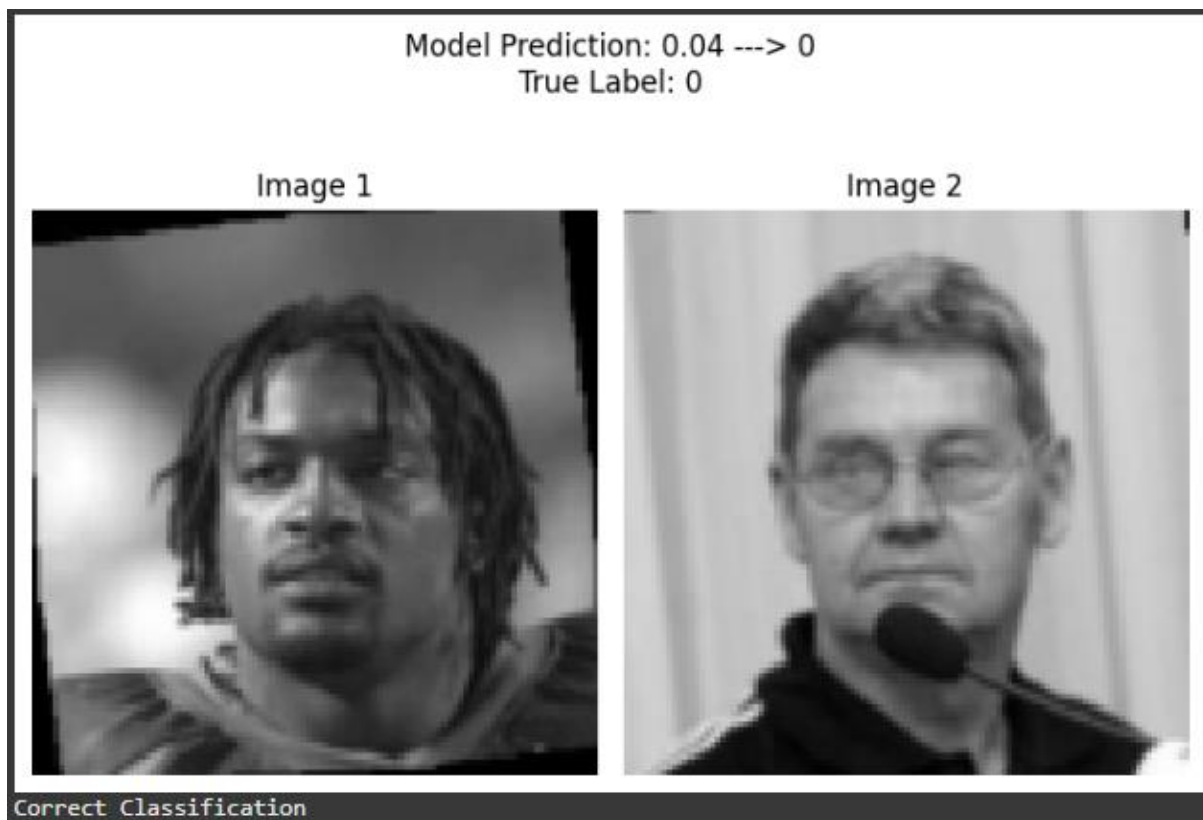 Model Prediction: 0.04 ---> 0
True Label: 0
Image 1
Image 2
Correct Classification